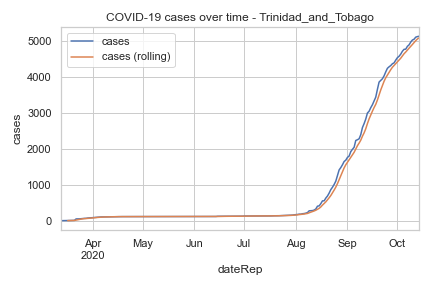 COVID-19 cases over time - Trinidad_and_Tobago
cases
cases (rolling)
5000
4000
3000
2000
1000
0
cases
Apr
2020
May
Jun
Jul
Aug
Sep
Oct
dateRep